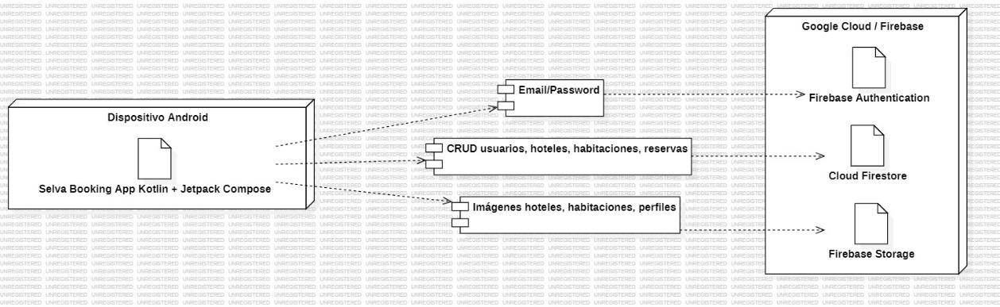 Google Cloud / Firebase
Firebase Authentication
Cloud Firestore
Firebase Storage
Email/Password
CRUD usuarios, hoteles, habitaciones, reservas
Imágenes hoteles, habitaciones, perfiles
Dispositivo Android
Selva Booking App Kotlin + Jetpack Compose
UNREGISTERED